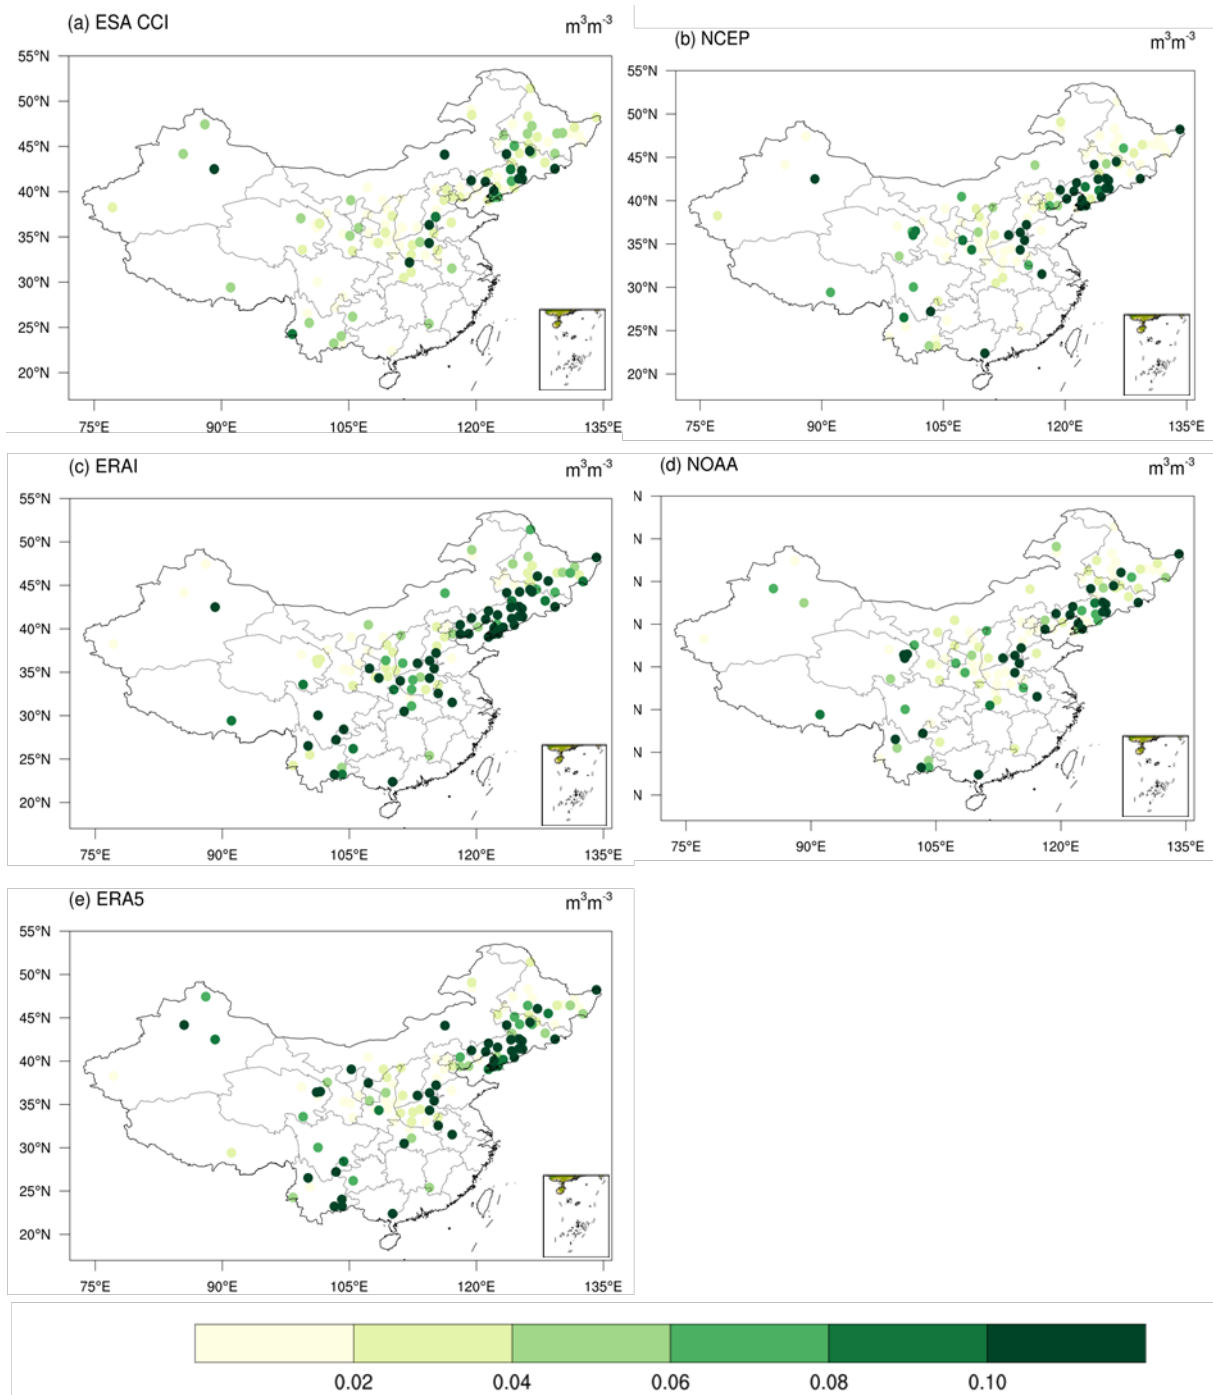 (a) ESA CCI
m³m⁻³
55°N
50°N
45°N
40°N
35°N
30°N
25°N
20°N
75°E 90°E 105°E 120°E 135°E
(b) NCEP
m³m⁻³
55°N
50°N
45°N
40°N
35°N
30°N
25°N
20°N
75°E 90°E 105°E 120°E 135°E
(c) ERAI
m³m⁻³
55°N
50°N
45°N
40°N
35°N
30°N
25°N
20°N
75°E 90°E 105°E 120°E 135°E
(d) NOAA
m³m⁻³
N
N
N
N
N
N
N
N
75°E 90°E 105°E 120°E 135°E
(e) ERA5
m³m⁻³
55°N
50°N
45°N
40°N
35°N
30°N
25°N
20°N
75°E 90°E 105°E 120°E 135°E
0.02 0.04 0.06 0.08 0.10